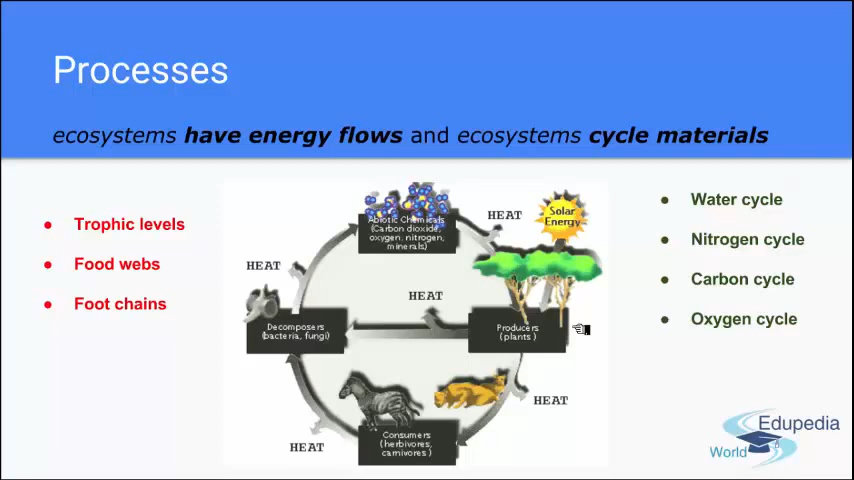 Processes
ecosystems have energy flows and ecosystems cycle materials
Trophic levels
Food webs
Foot chains
Abiotic Chemicals
(Carbon dioxide,
oxygen, nitrogen,
minerals)
HEAT
Solar
Energy
HEAT
HEAT
Decomposers
(bacteria, fungi)
Producers
(plants)
HEAT
Consumers
(herbivores,
carnivores)
HEAT
Water cycle
Nitrogen cycle
Carbon cycle
Oxygen cycle
Edupedia
World